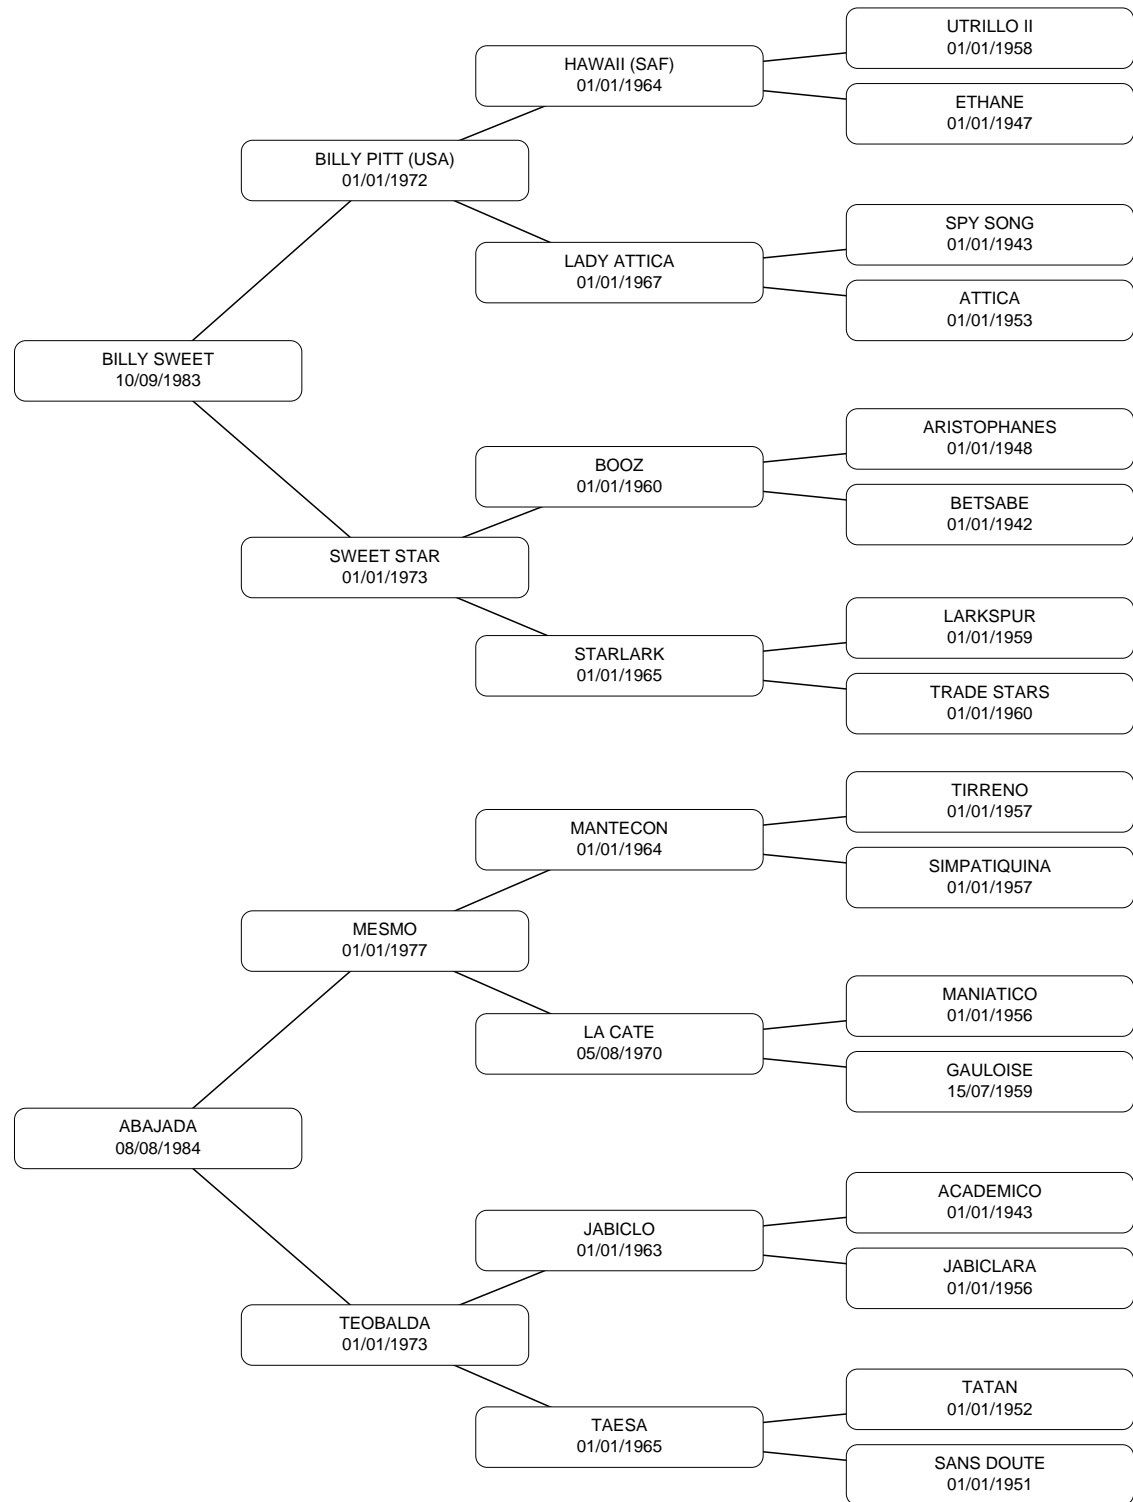 UTRILLO II
01/01/1958
HAWAII (SAF)
01/01/1964
ETHANE
01/01/1947
BILLY PITT (USA)
01/01/1972
SPY SONG
01/01/1943
LADY ATTICA
01/01/1967
ATTICA
01/01/1953
BILLY SWEET
10/09/1983
ARISTOPHANES
01/01/1948
BOOZ
01/01/1960
BETSABE
01/01/1942
SWEET STAR
01/01/1973
LARKSPUR
01/01/1959
STARLARK
01/01/1965
TRADE STARS
01/01/1960
TIRRENO
01/01/1957
MANTECON
01/01/1964
SIMPATIQUINA
01/01/1957
MESMO
01/01/1977
MANIATICO
01/01/1956
LA CATE
05/08/1970
GAULOISE
15/07/1959
ABAJADA
08/08/1984
ACADEMICO
01/01/1943
JABICLO
01/01/1963
JABICLARA
01/01/1956
TEOBALDA
01/01/1973
TATAN
01/01/1952
TAESA
01/01/1965
SANS DOUTE
01/01/1951